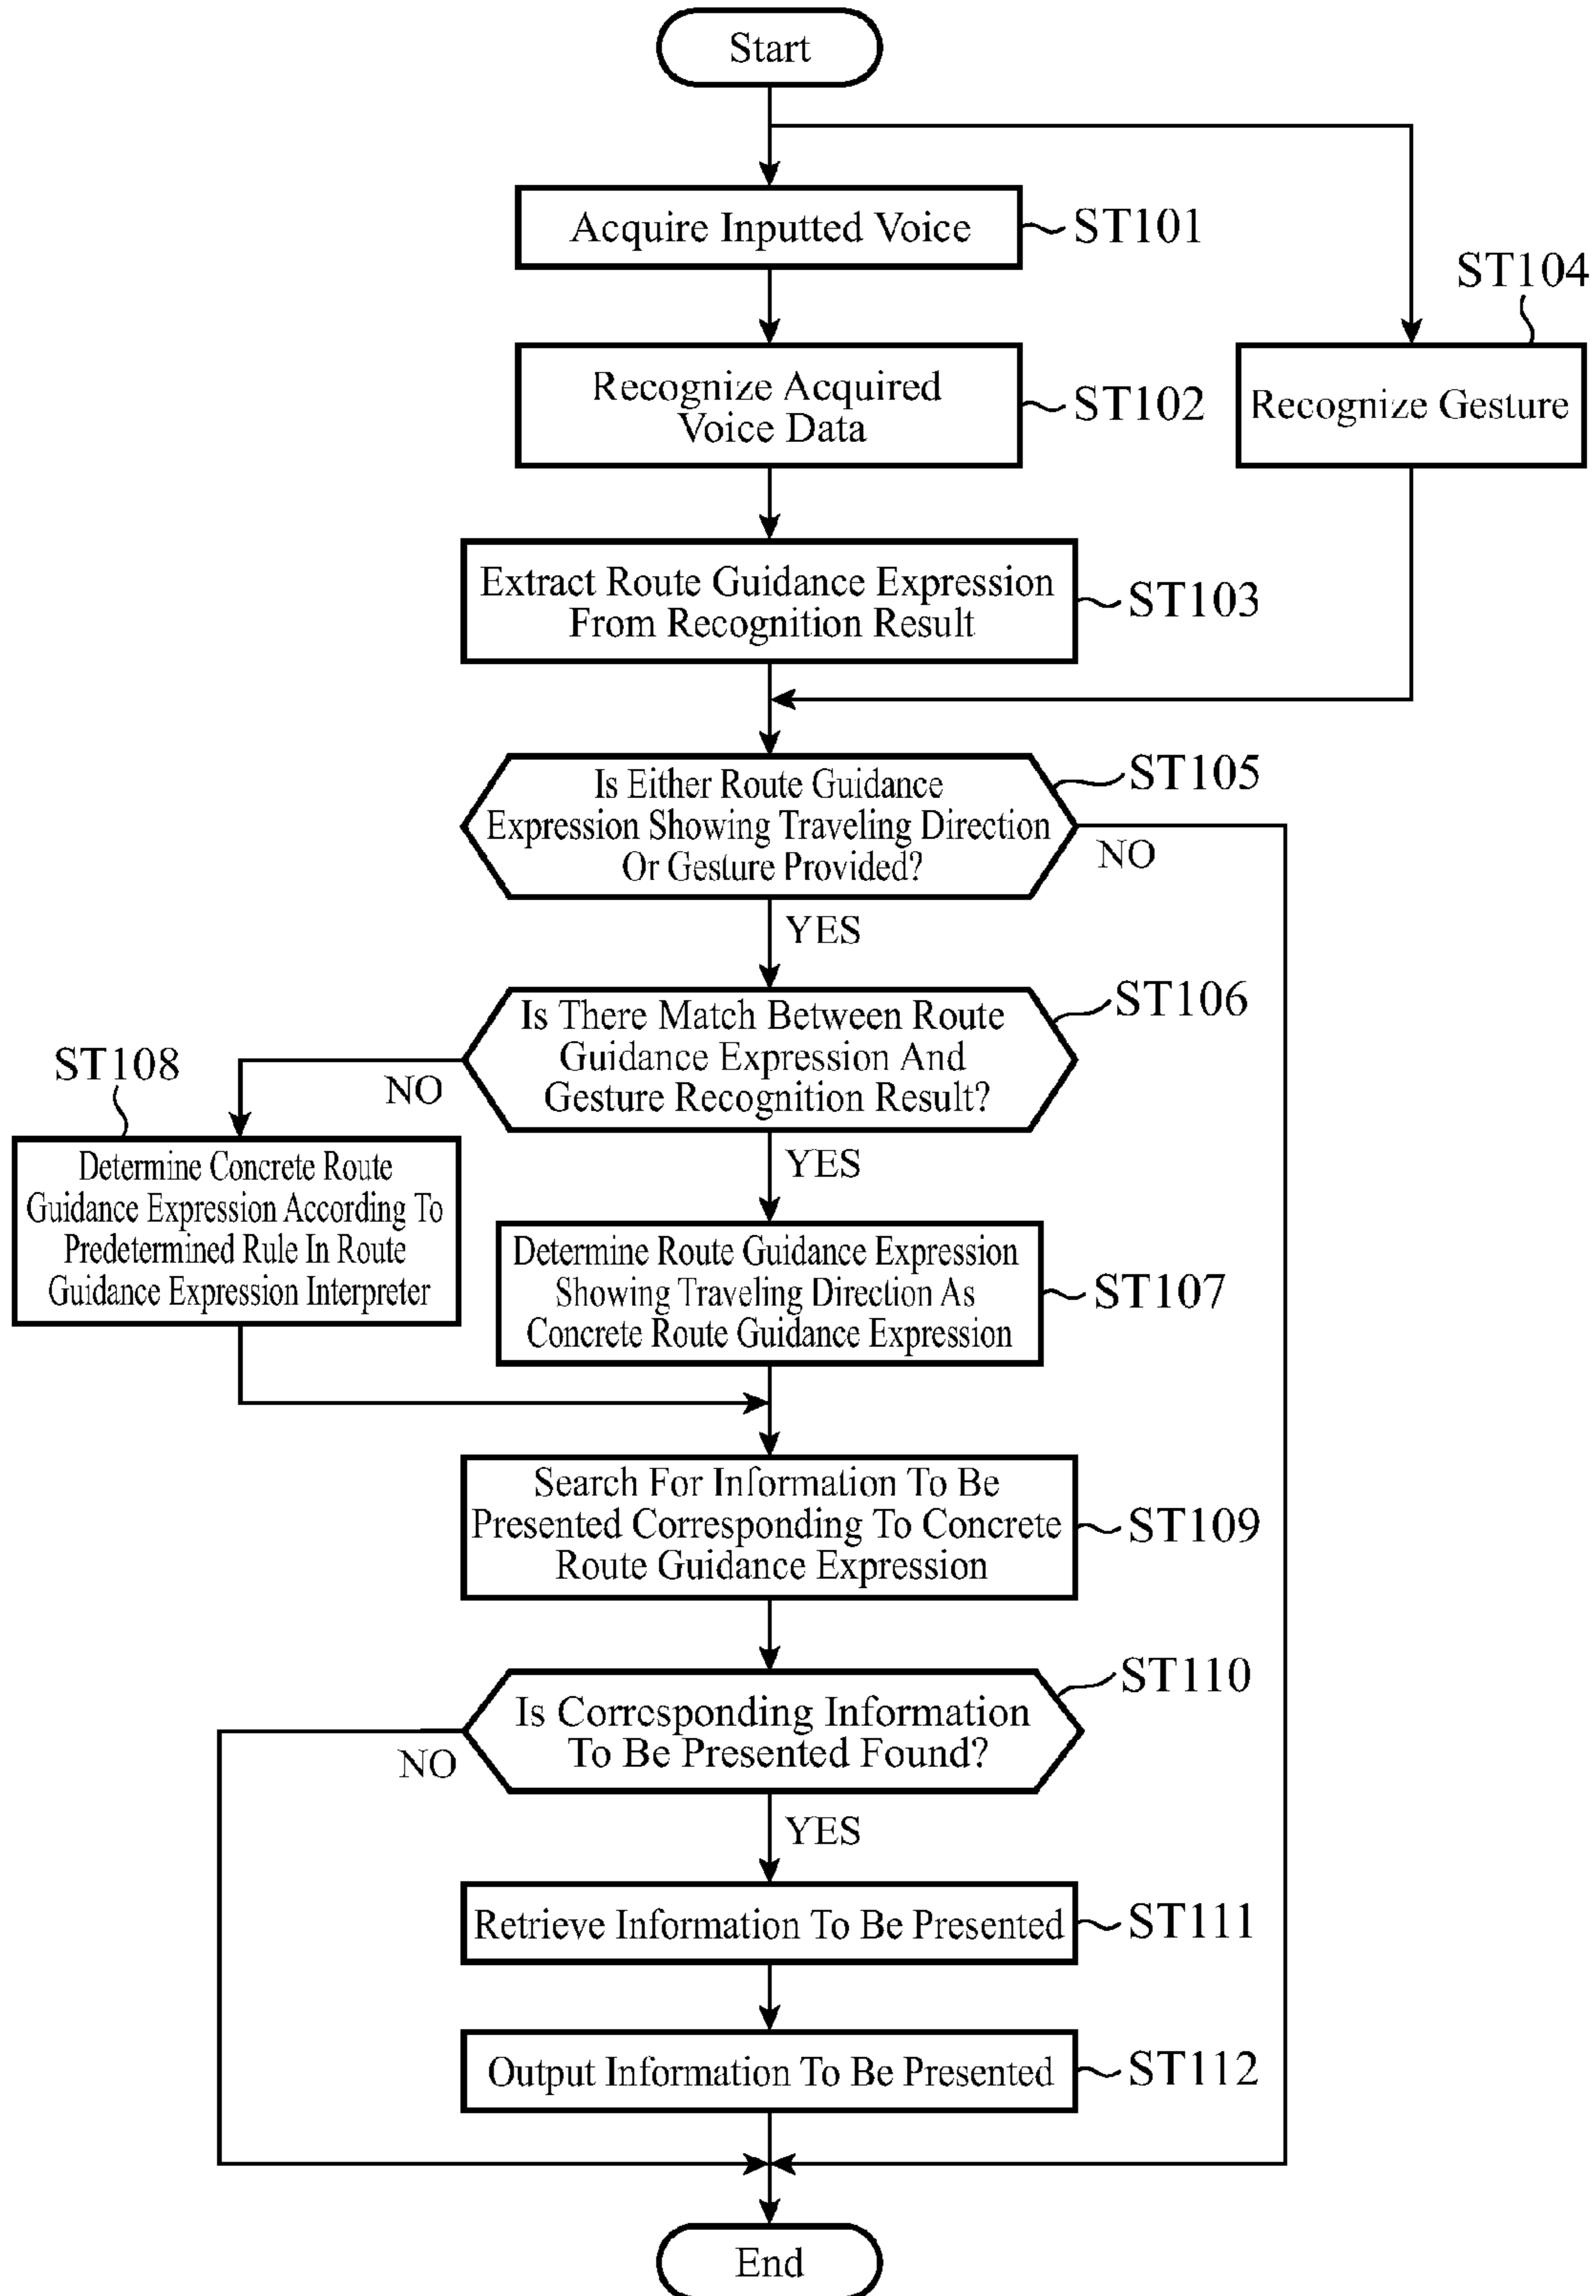 Start
Acquire Inputted Voice
ST101
ST104
Recognize Acquired
Voice Data
ST102
Recognize Gesture
Extract Route Guidance Expression
From Recognition Result
ST103
Is Either Route Guidance
Expression Showing Traveling Direction
Or Gesture Provided?
ST105
NO
YES
Is There Match Between Route
Guidance Expression And
Gesture Recognition Result?
ST106
ST108
NO
YES
Determine Concrete Route
Guidance Expression According To
Predetermined Rule In Route
Guidance Expression Interpreter
Determine Route Guidance Expression
Showing Traveling Direction As
Concrete Route Guidance Expression
ST107
Search For Information To Be
Presented Corresponding To Concrete
Route Guidance Expression
ST109
Is Corresponding Information
To Be Presented Found?
ST110
NO
YES
Retrieve Information To Be Presented
ST111
Output Information To Be Presented
ST112
End